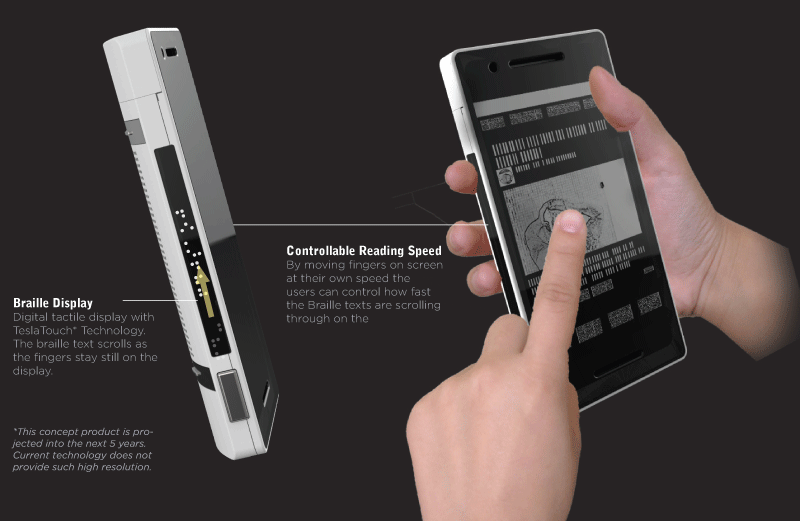 Controllable Reading Speed
By moving fingers on screen
at their own speed the
users can control how fast
the Braille texts are scrolling
through on the
Braille Display
Digital tactile display with
TeslaTouch* Technology.
The braille text scrolls as
the fingers stay still on the
display.
*This concept product is pro-
jected into the next 5 years.
Current technology does not
provide such high resolution.